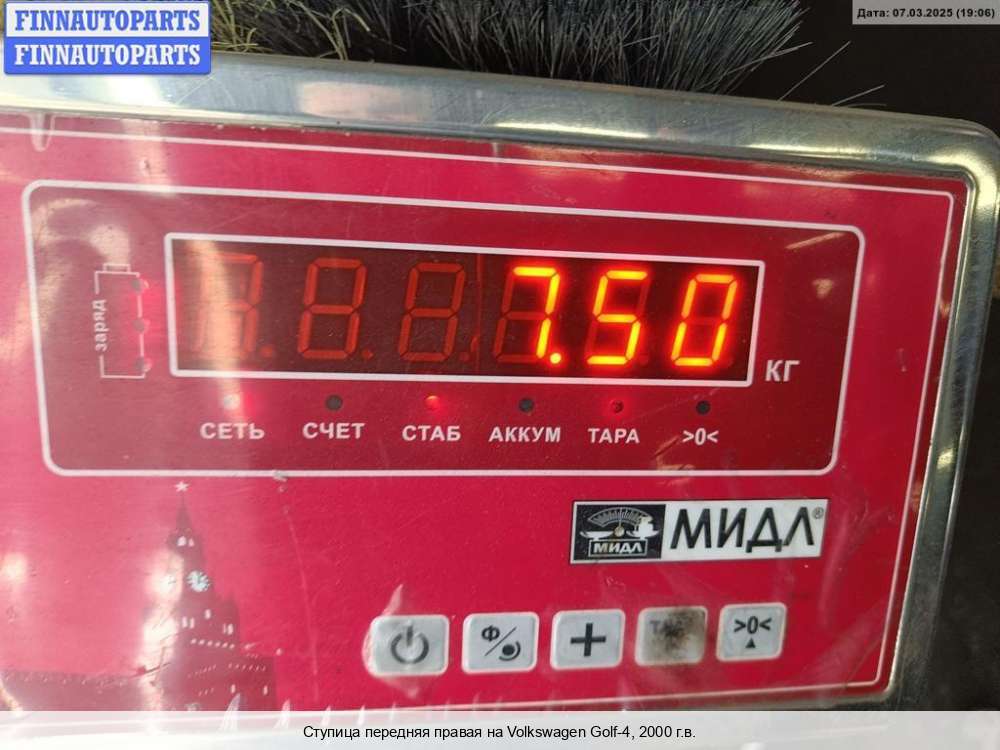 FINNAUTOPARTS
FINNAUTOPARTS
Дата: 07.03.2025 (19:06)
заряд
7.50
КГ
СЕТЬ СЧЕТ СТАБ АККУМ ТАРА >0<
МИДЛ
МИДЛ®
Ф
+
>0<
Ступица передняя правая на Volkswagen Golf-4, 2000 г.в.